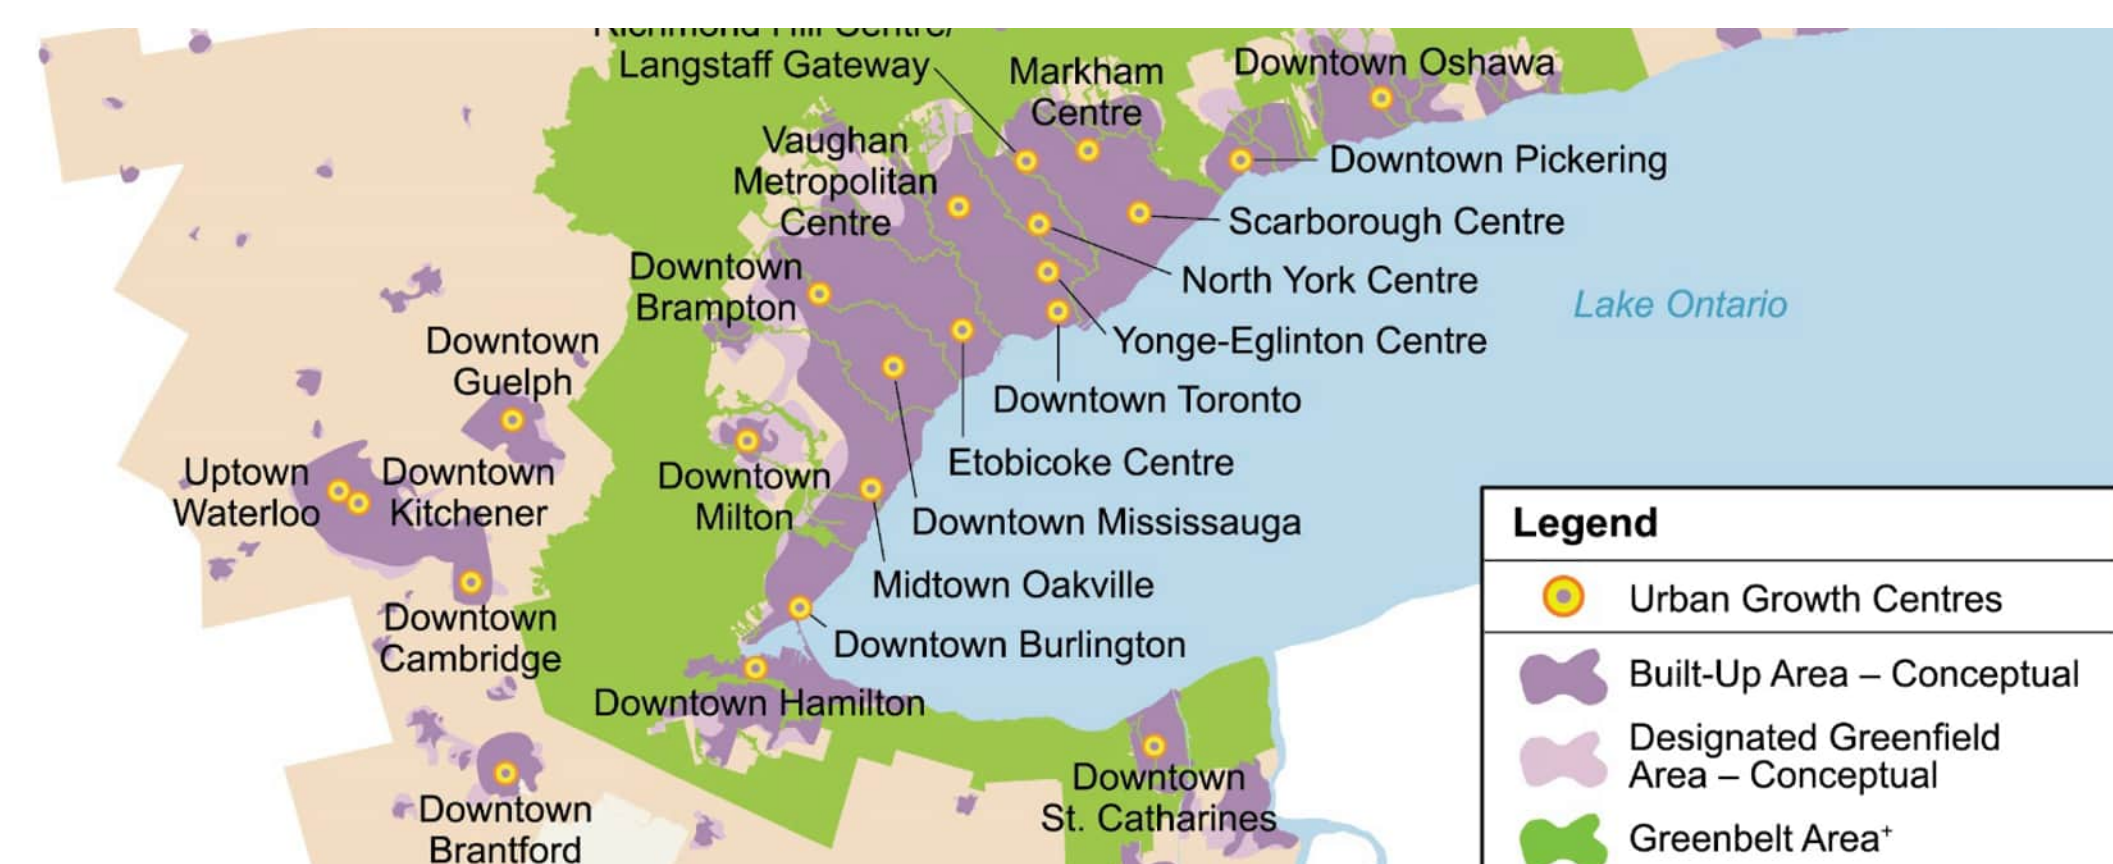 Richmond Hill Centre/
Langstaff Gateway
Markham
Centre
Downtown Oshawa
Vaughan
Metropolitan
Centre
Downtown Pickering
Scarborough Centre
Downtown
Brampton
North York Centre
Lake Ontario
Yonge-Eglinton Centre
Downtown
Guelph
Downtown Toronto
Etobicoke Centre
Uptown
Waterloo
Downtown
Kitchener
Downtown
Milton
Downtown Mississauga
Midtown Oakville
Downtown
Cambridge
Downtown Burlington
Downtown Hamilton
Downtown
St. Catharines
Downtown
Brantford
Legend
Urban Growth Centres
Built-Up Area – Conceptual
Designated Greenfield
Area – Conceptual
Greenbelt Area+